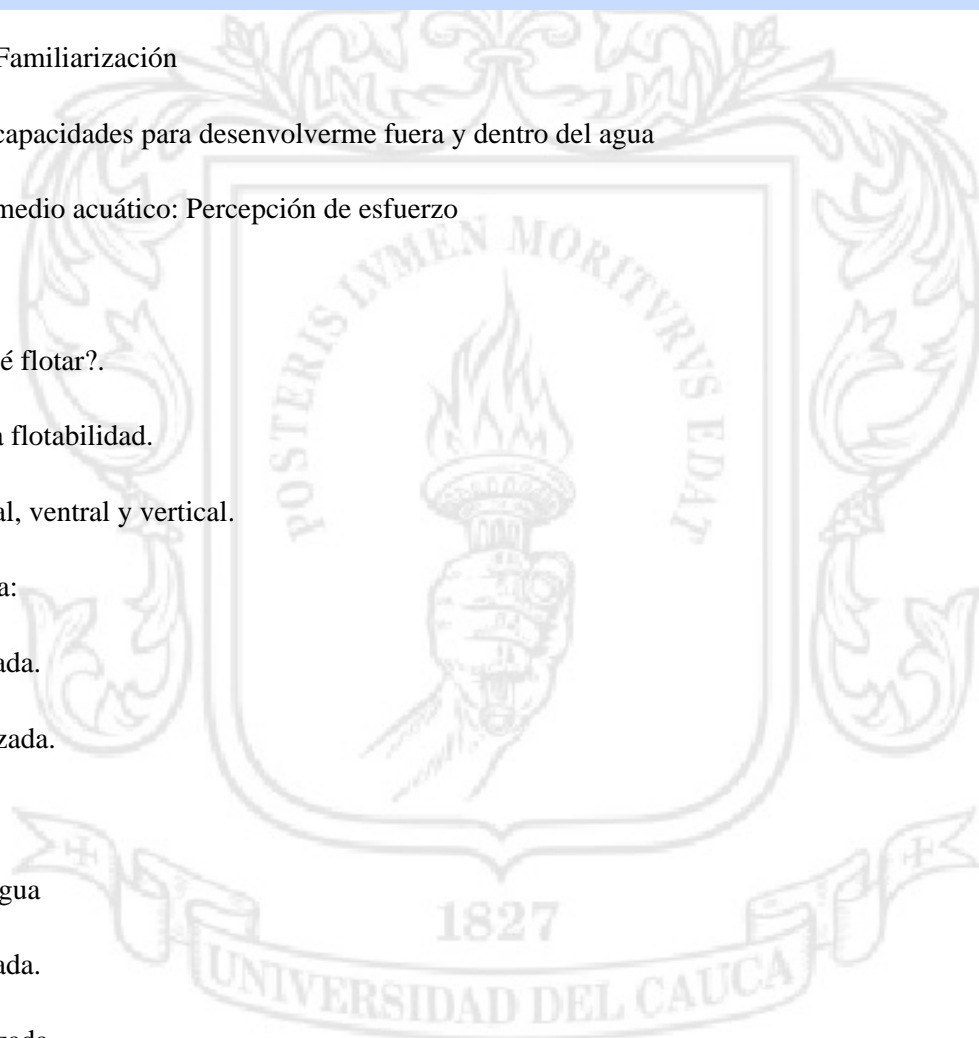 Familiarización
capacidades para desenvolverme fuera y dentro del agua
medio acuático: Percepción de esfuerzo
é flotar?.
a flotabilidad.
al, ventral y vertical.
a:
ada.
zada.
gua
ada.
POSTERIS LVMEN MORITVRVS EDAT
1827
UNIVERSIDAD DEL CAUCA